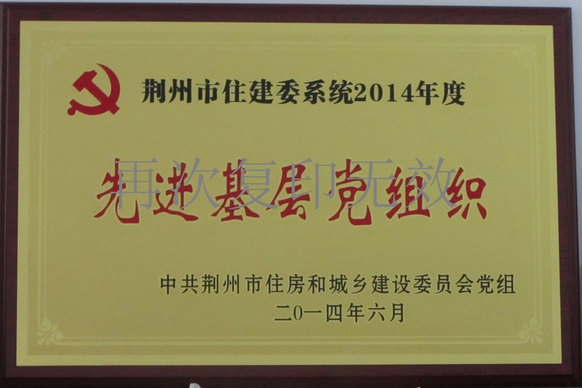 荆州市住建委系统2014年度
先进基层党组织
再次复印无效
中共荆州市住房和城乡建设委员会党组
二0一四年六月